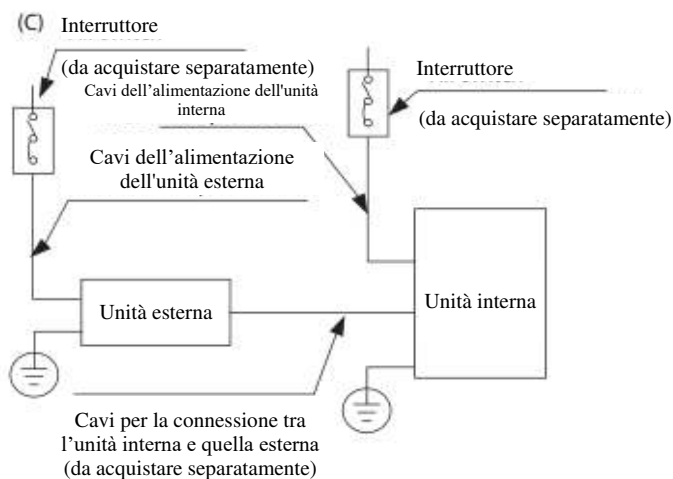 (C) Interruttore
(da acquistare separatamente)
Cavi dell'alimentazione dell'unità
interna
Cavi dell'alimentazione
dell'unità esterna
Interruttore
(da acquistare separatamente)
Unità esterna
Unità interna
Cavi per la connessione tra
l'unità interna e quella esterna
(da acquistare separatamente)